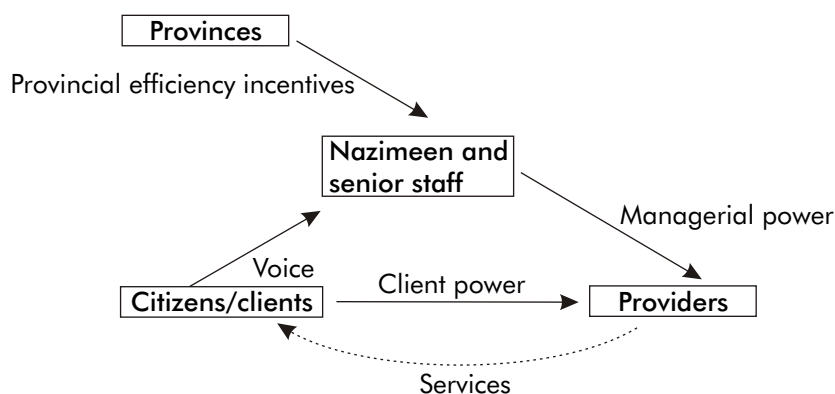 Provinces
Provincial efficiency incentives
Nazimeen and
senior staff
Managerial power
Voice
Client power
Citizens/clients
Providers
Services